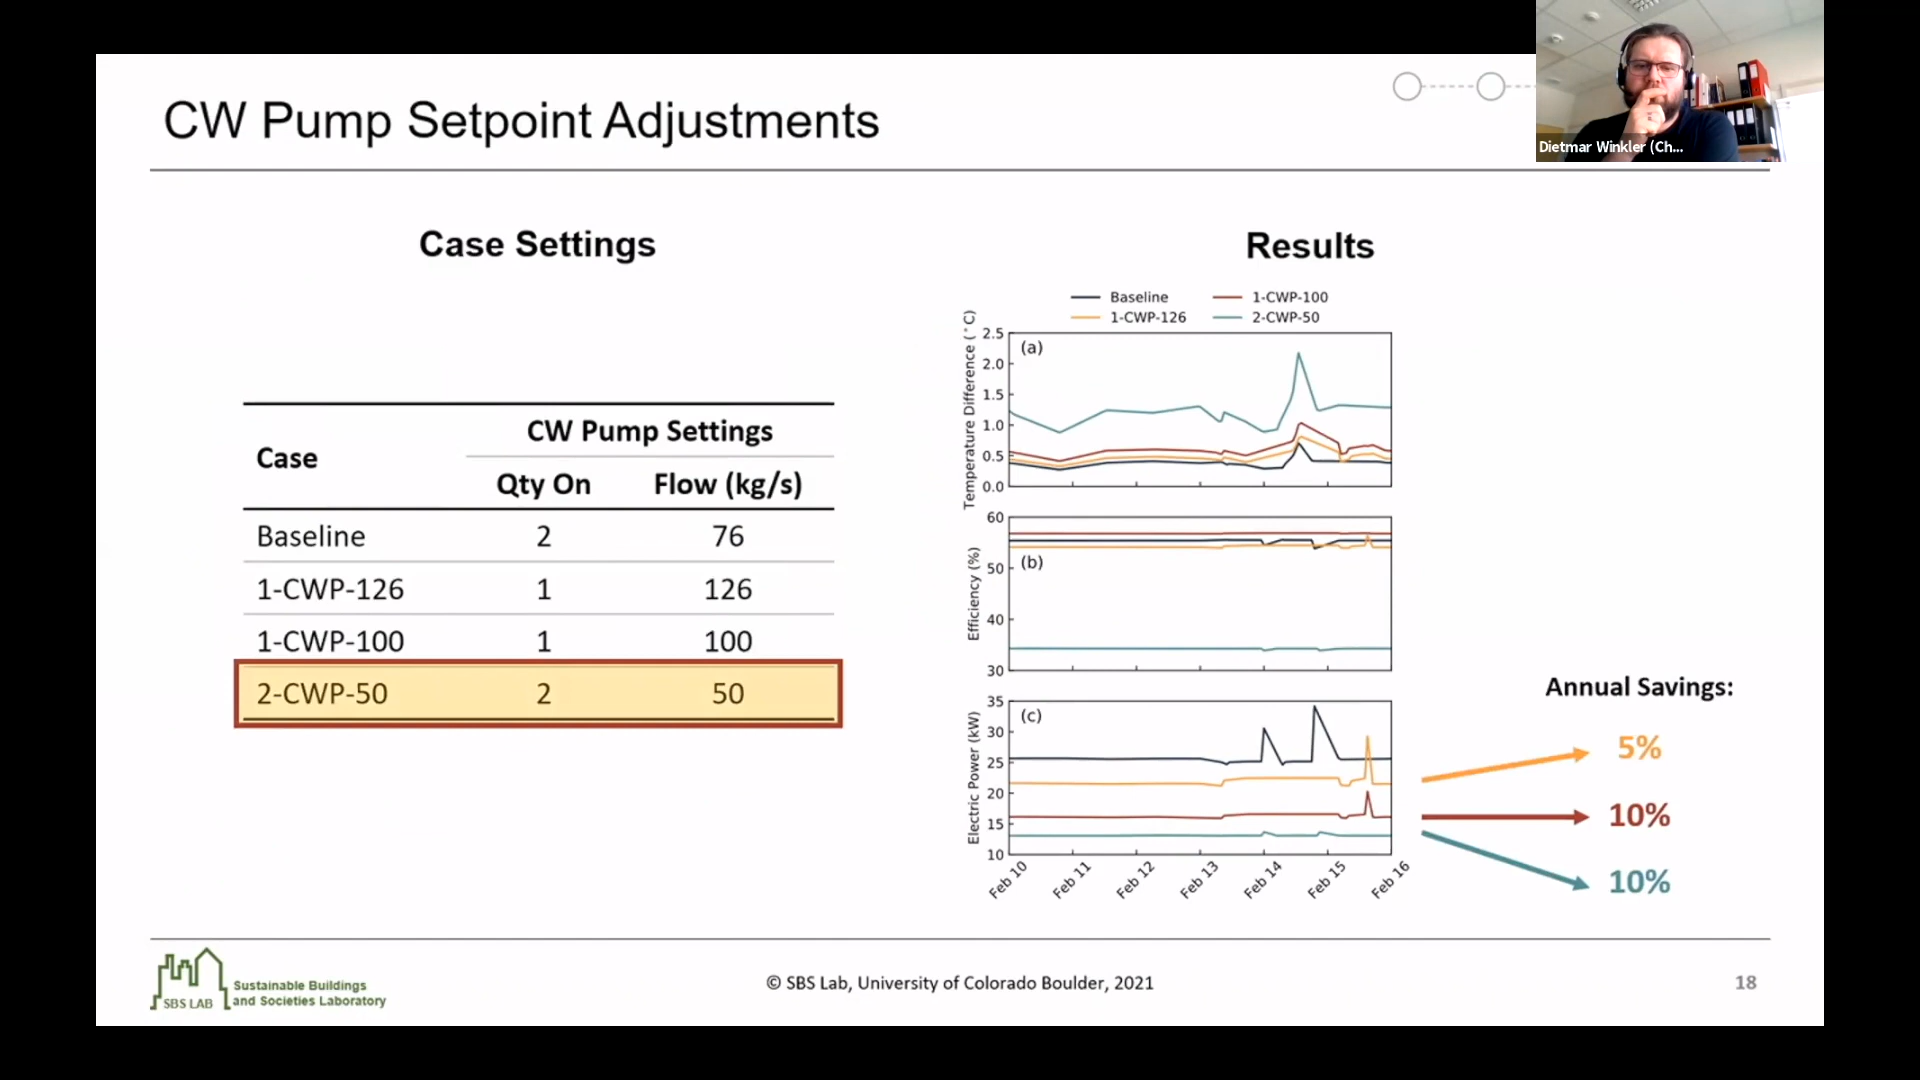 CW Pump Setpoint Adjustments
Dietmar Winkler (Ch...
Case Settings
Case
CW Pump Settings
Qty On Flow (kg/s)
Baseline 2 76
1-CWP-126 1 126
1-CWP-100 1 100
2-CWP-50 2 50
Results
Baseline 1-CWP-100
1-CWP-126 2-CWP-50
Temperature Difference (°C)
2.5
2.0
1.5
1.0
0.5
0.0
(a)
Efficiency (%)
60
50
40
30
(b)
Electric Power (kW)
35
30
25
20
15
10
(c)
Feb 10 Feb 11 Feb 12 Feb 13 Feb 14 Feb 15 Feb 16
Annual Savings:
5%
10%
10%
SBS LAB
Sustainable Buildings
and Societies Laboratory
© SBS Lab, University of Colorado Boulder, 2021
18